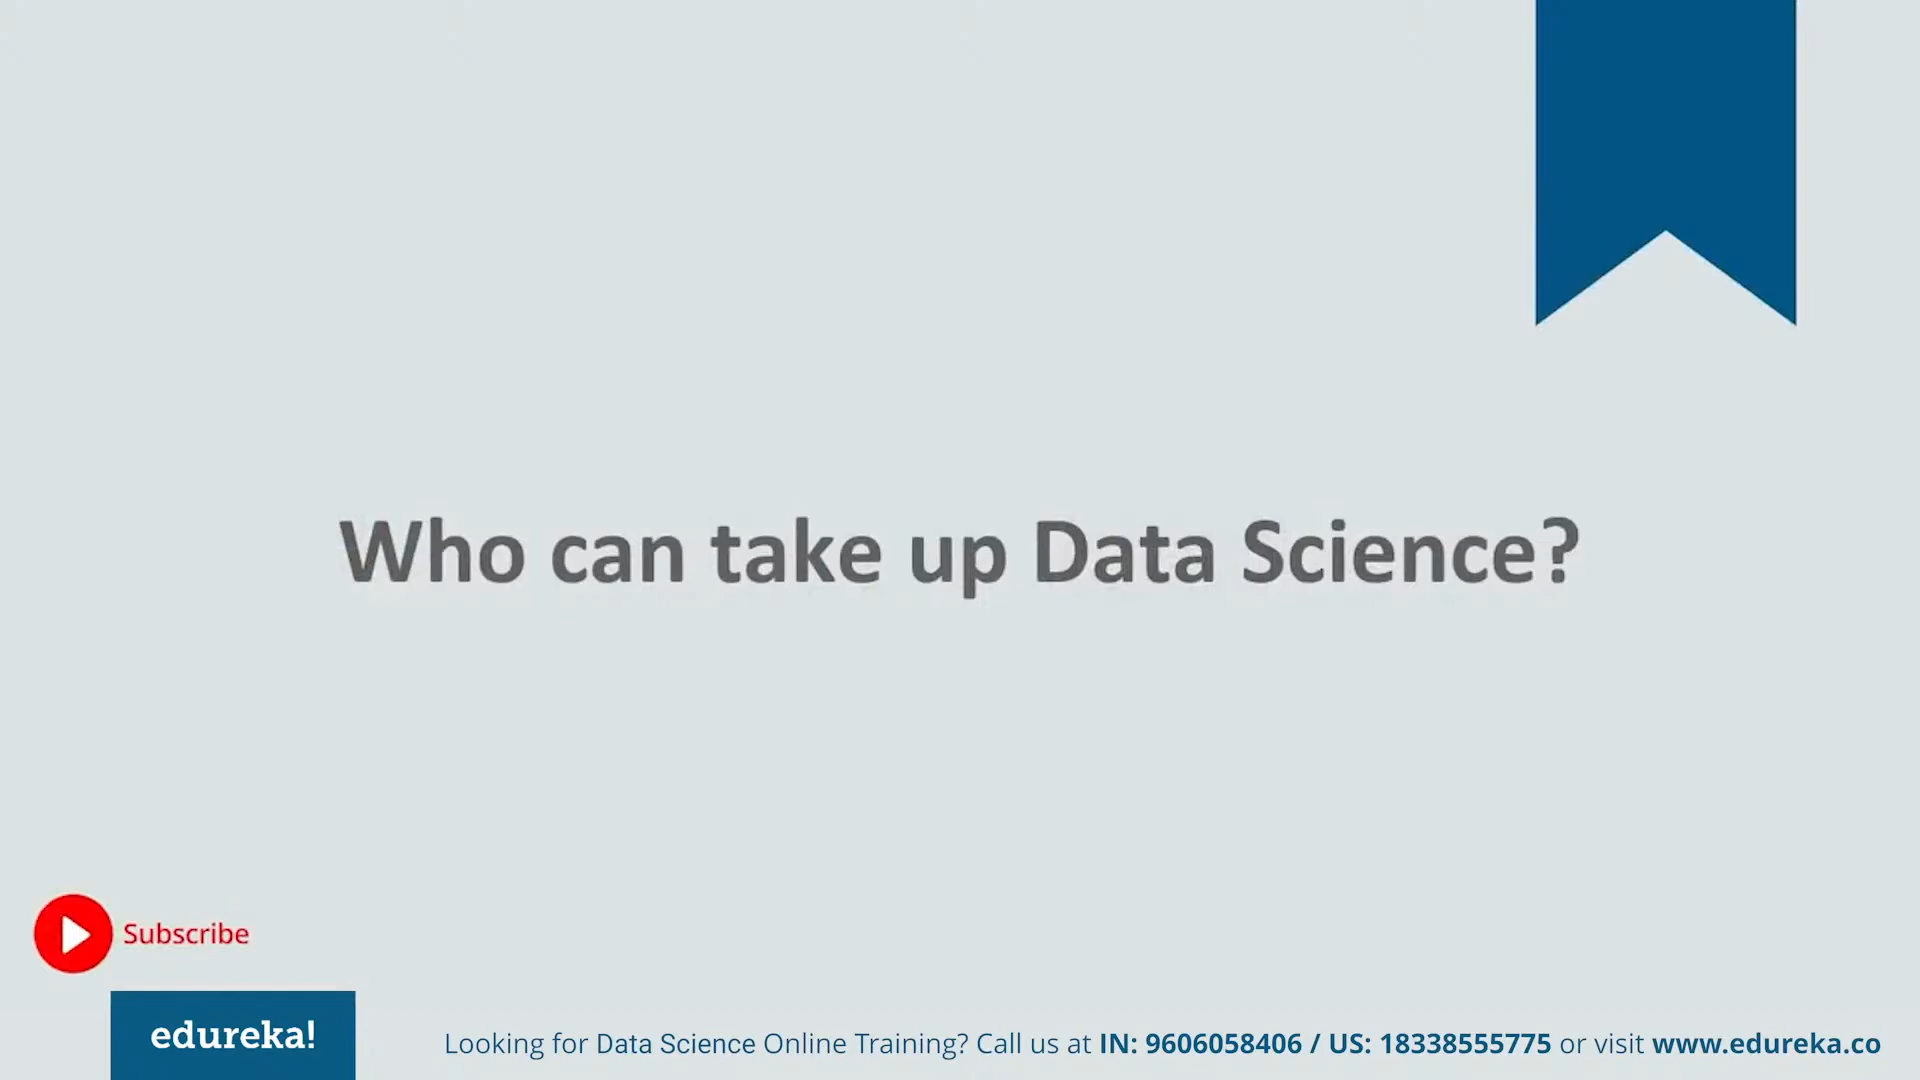 Who can take up Data Science?
Subscribe
edureka!
Looking for Data Science Online Training? Call us at IN: 9606058406 / US: 18338555775 or visit www.edureka.co